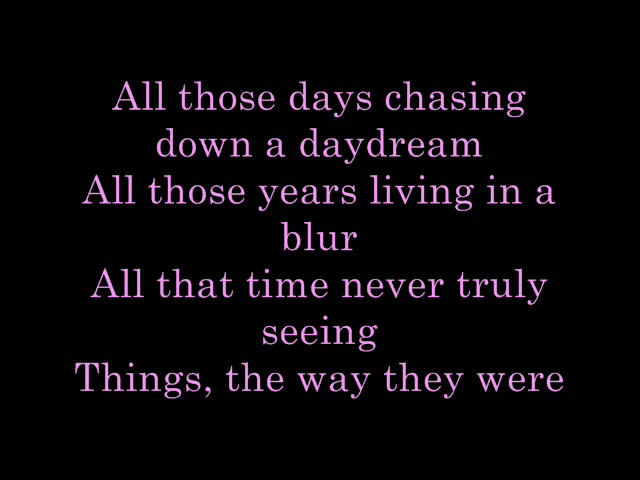 All those days chasing
down a daydream
All those years living in a
blur
All that time never truly
seeing
Things, the way they were